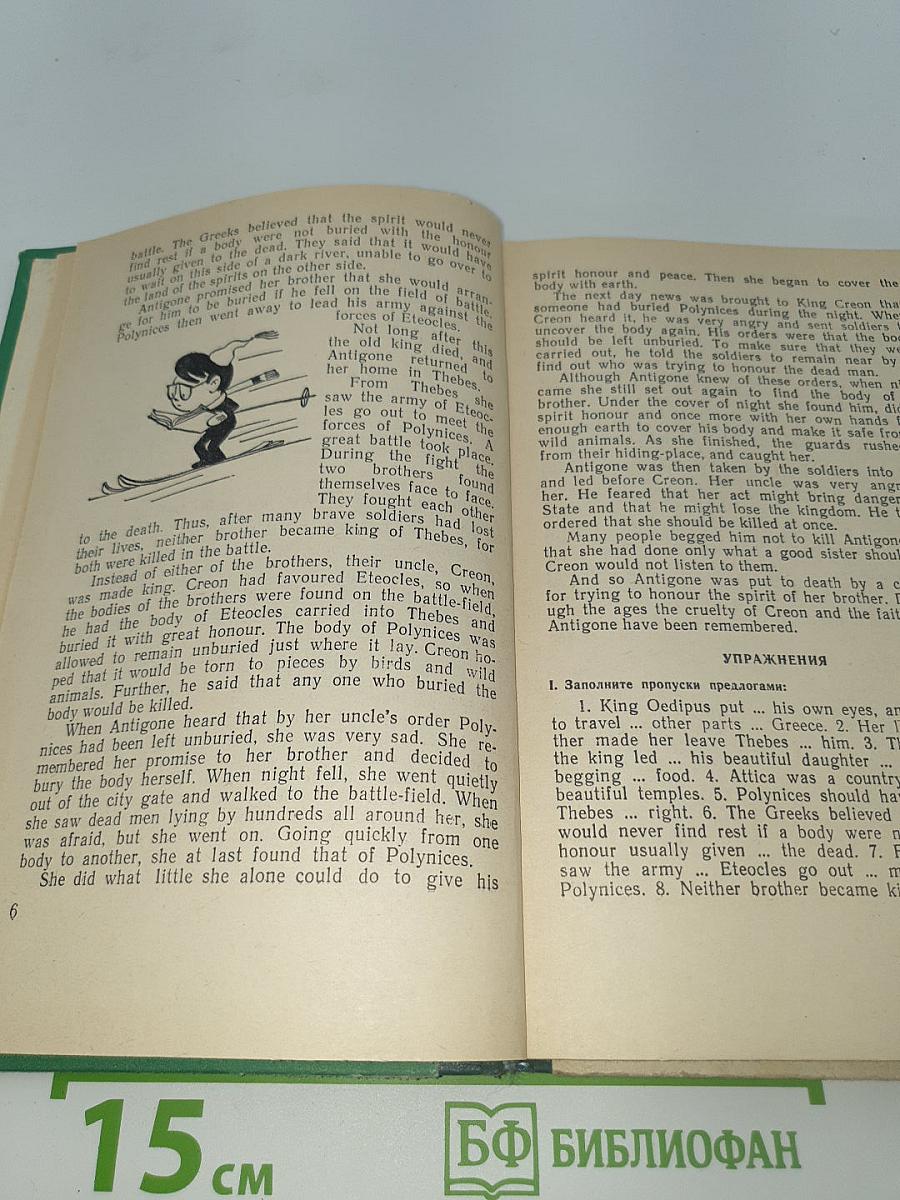 battle. The Greeks believed that the spirit would never
find rest if a body were not buried with the honour
usually given to the dead. They said that it would have
to wait on this side of a dark river, unable to go over to
the land of the spirits on the other side.
Antigone promised her brother that she would arran-
ge for him to be buried if he fell on the field of battle.
Polynices then went away to lead his army against the
forces of Eteocles.
Not long after this
the old king died, and
Antigone returned to
her home in Thebes.
From Thebes she
saw the army of Eteoc-
les go out to meet the
forces of Polynices. A
great battle took place.
During the fight the
two brothers found
themselves face to face.
They fought each other
to the death. Thus, after many brave soldiers had lost
their lives, neither brother became king of Thebes, for
both were killed in the battle.
Instead of either of the brothers, their uncle, Creon,
was made king. Creon had favoured Eteocles, so when
the bodies of the brothers were found on the battle-field,
he had the body of Eteocles carried into Thebes and
buried it with great honour. The body of Polynices was
allowed to remain unburied just where it lay. Creon ho-
ped that it would be torn to pieces by birds and wild
animals. Further, he said that any one who buried the
body would be killed.
When Antigone heard that by her uncle's order Poly-
nices had been left unburied, she was very sad. She re-
membered her promise to her brother and decided to
bury the body herself. When night fell, she went quietly
out of the city gate and walked to the battle-field. When
she saw dead men lying by hundreds all around her, she
was afraid, but she went on. Going quickly from one
body to another, she at last found that of Polynices.
She did what little she alone could do to give his
6
spirit honour and peace. Then she began to cover the
body with earth.
The next day news was brought to King Creon
someone had buried Polynices during the night.
Creon heard it, he was very angry and sent soldiers
uncover the body again. His orders were that the
should be left unburied. To make sure that they
carried out, he told the soldiers to remain near by
find out who was trying to honour the dead man.
Although Antigone knew of these orders, when
came she still set out again to find the body of
brother. Under the cover of night she found him,
spirit honour and once more with her own hands
enough earth to cover his body and make it safe
wild animals. As she finished, the guards
from their hiding-place, and caught her.
Antigone was then taken by the soldiers into
and led before Creon. Her uncle was very
her. He feared that her act might bring danger
State and that he might lose the kingdom. He
ordered that she should be killed at once.
Many people begged him not to kill
that she had done only what a good sister
Creon would not listen to them.
And so Antigone was put to death by a
for trying to honour the spirit of her brother.
ugh the ages the cruelty of Creon and the
Antigone have been remembered.
УПРАЖНЕНИЯ
I. Заполните пропуски предлогами:
1. King Oedipus put ... his own eyes,
to travel ... other parts ... Greece. 2. Her
ther made her leave Thebes ... him. 3.
the king led ... his beautiful daughter ...
begging ... food. 4. Attica was a country
beautiful temples. 5. Polynices should
Thebes ... right. 6. The Greeks believed
would never find rest if a body were
honour usually given ... the dead. 7.
saw the army ... Eteocles go out ...
Polynices. 8. Neither brother became
15 см
БФ БИБЛИОФАН